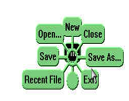 New
Open... Close
Save Save As...
Recent File Exit